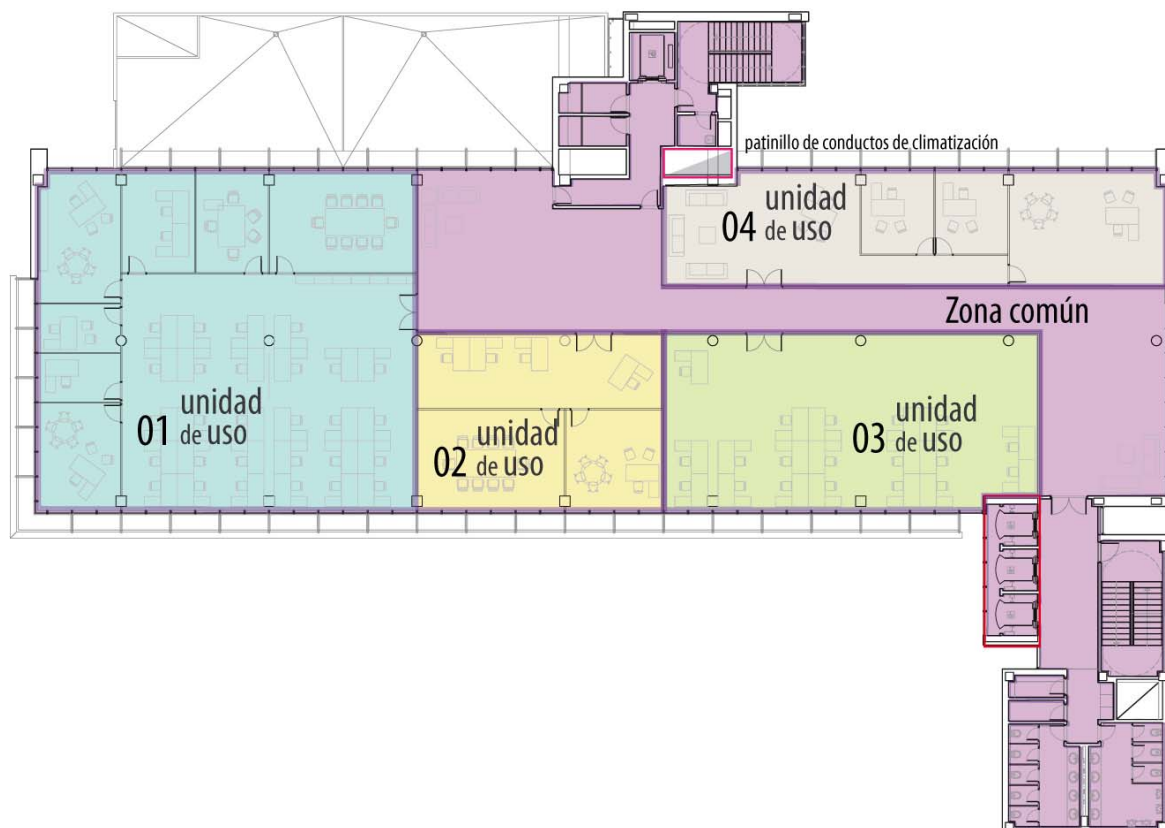 patinillo de conductos de climatización
04 unidad
de uso
Zona común
01 unidad
de uso
02 unidad
de uso
03 unidad
de uso